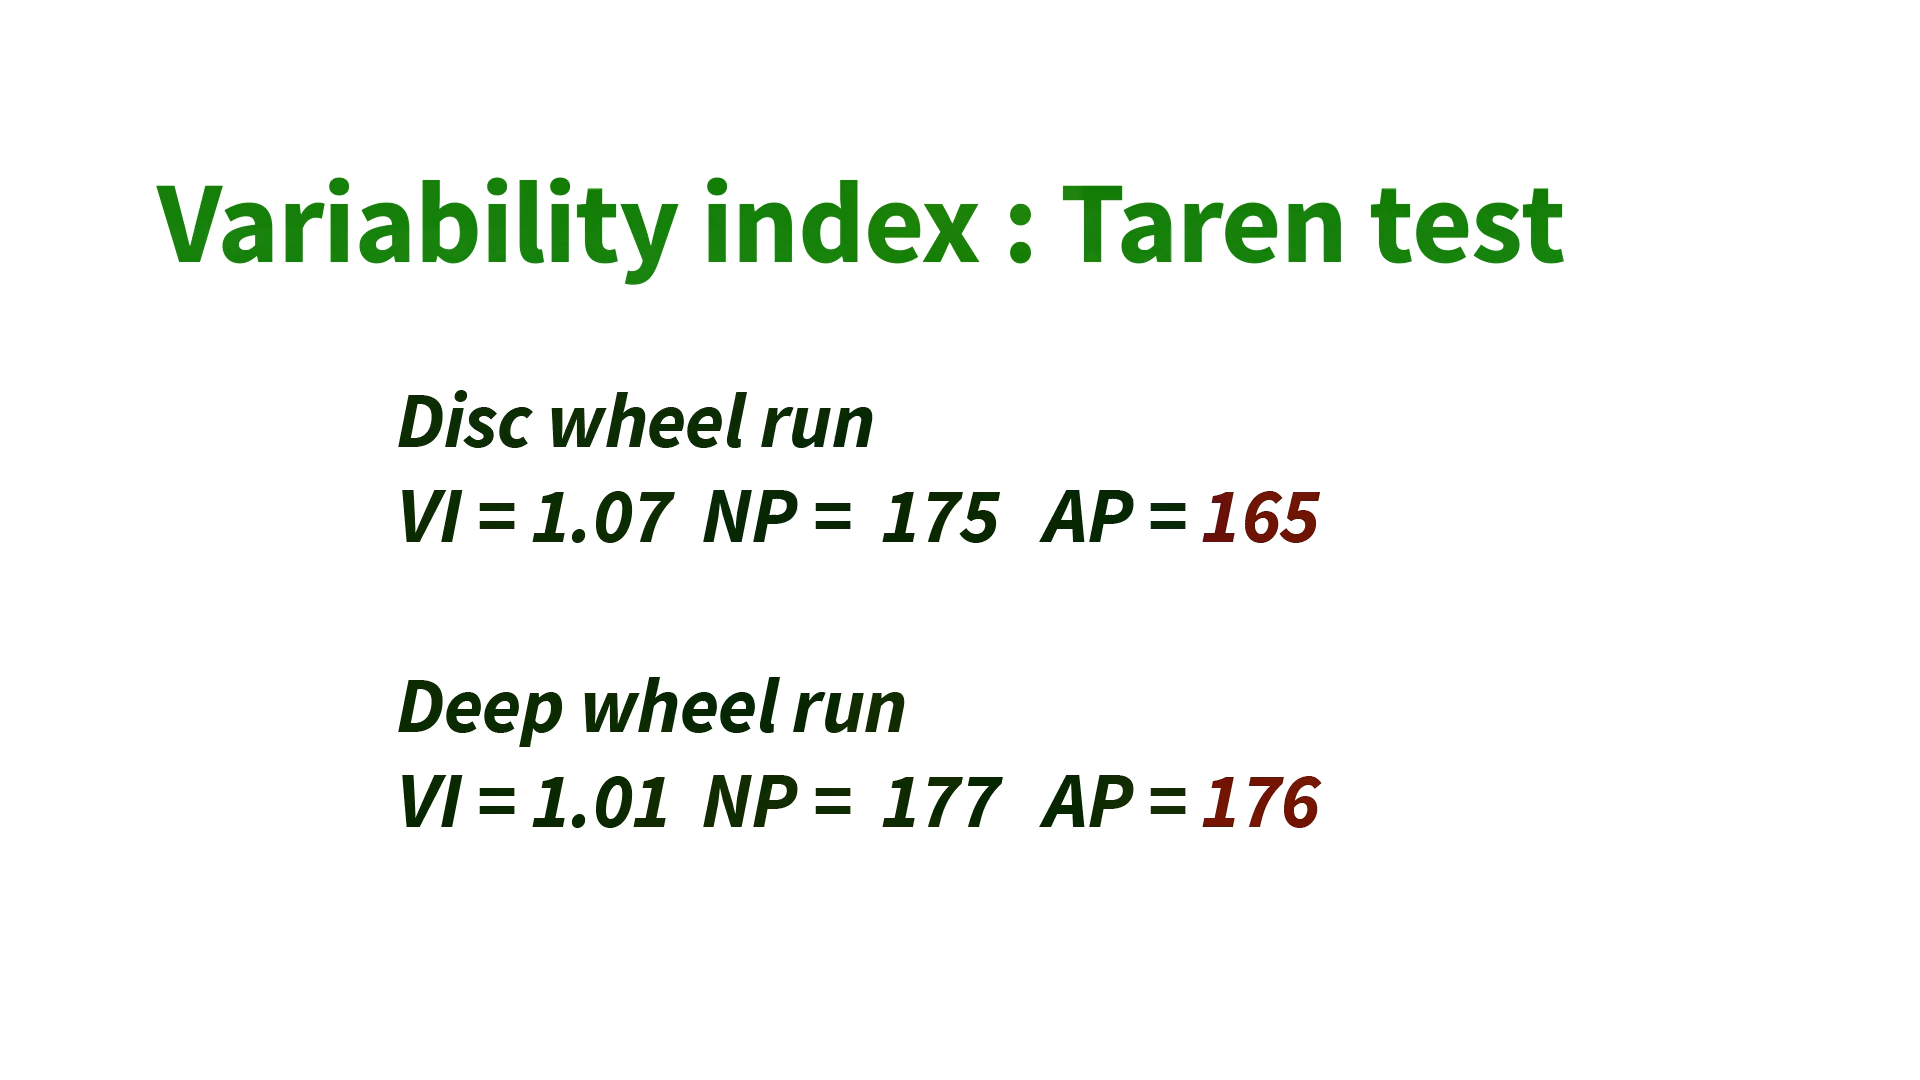 Variability index : Taren test
Disc wheel run
VI = 1.07 NP = 175 AP = 165
Deep wheel run
VI = 1.01 NP = 177 AP = 176